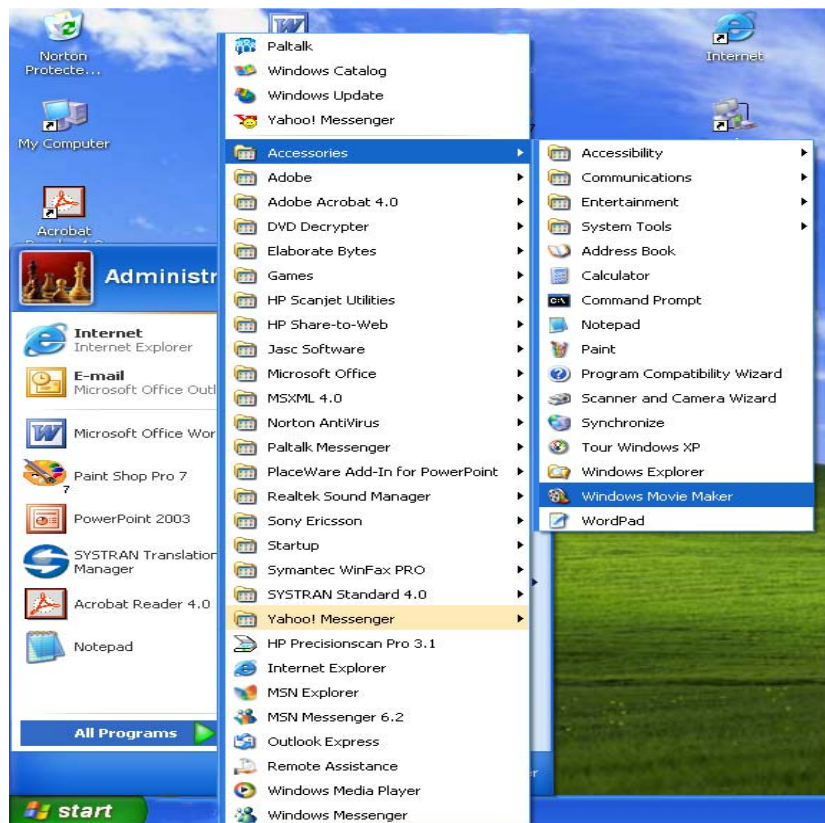 Norton
Protecte...
My Computer
Acrobat
Internet
Administr
Internet
Internet Explorer
E-mail
Microsoft Office Outl
Microsoft Office Wor
Paint Shop Pro 7
7
PowerPoint 2003
SYSTRAN Translation
Manager
Acrobat Reader 4.0
Notepad
All Programs
start
Paltalk
Windows Catalog
Windows Update
Yahoo! Messenger
Accessories
Adobe
Adobe Acrobat 4.0
DVD Decrypter
Elaborate Bytes
Games
HP Scanjet Utilities
HP Share-to-Web
Jasc Software
Microsoft Office
MSXML 4.0
Norton AntiVirus
Paltalk Messenger
PlaceWare Add-In for PowerPoint
Realtek Sound Manager
Sony Ericsson
Startup
Symantec WinFax PRO
SYSTRAN Standard 4.0
Yahoo! Messenger
HP Precisionscan Pro 3.1
Internet Explorer
MSN Explorer
MSN Messenger 6.2
Outlook Express
Remote Assistance
Windows Media Player
Windows Messenger
Accessibility
Communications
Entertainment
System Tools
Address Book
Calculator
Command Prompt
Notepad
Paint
Program Compatibility Wizard
Scanner and Camera Wizard
Synchronize
Tour Windows XP
Windows Explorer
Windows Movie Maker
WordPad